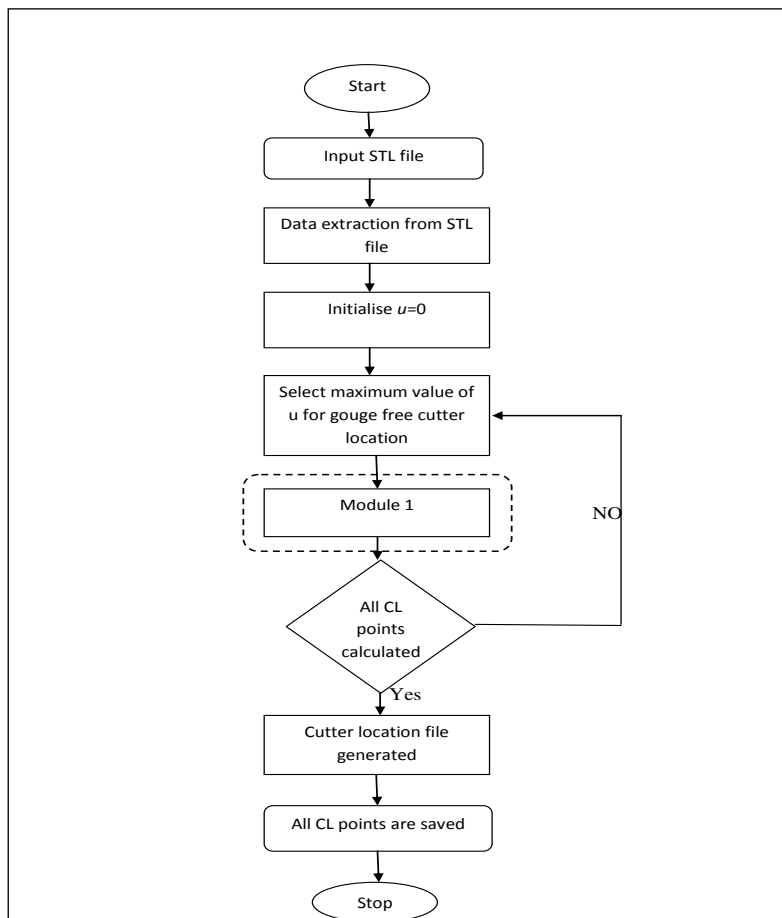 Start
Input STL file
Data extraction from STL
file
Initialise u=0
Select maximum value of
u for gouge free cutter
location
Module 1
NO
All CL
points
calculated
Yes
Cutter location file
generated
All CL points are saved
Stop